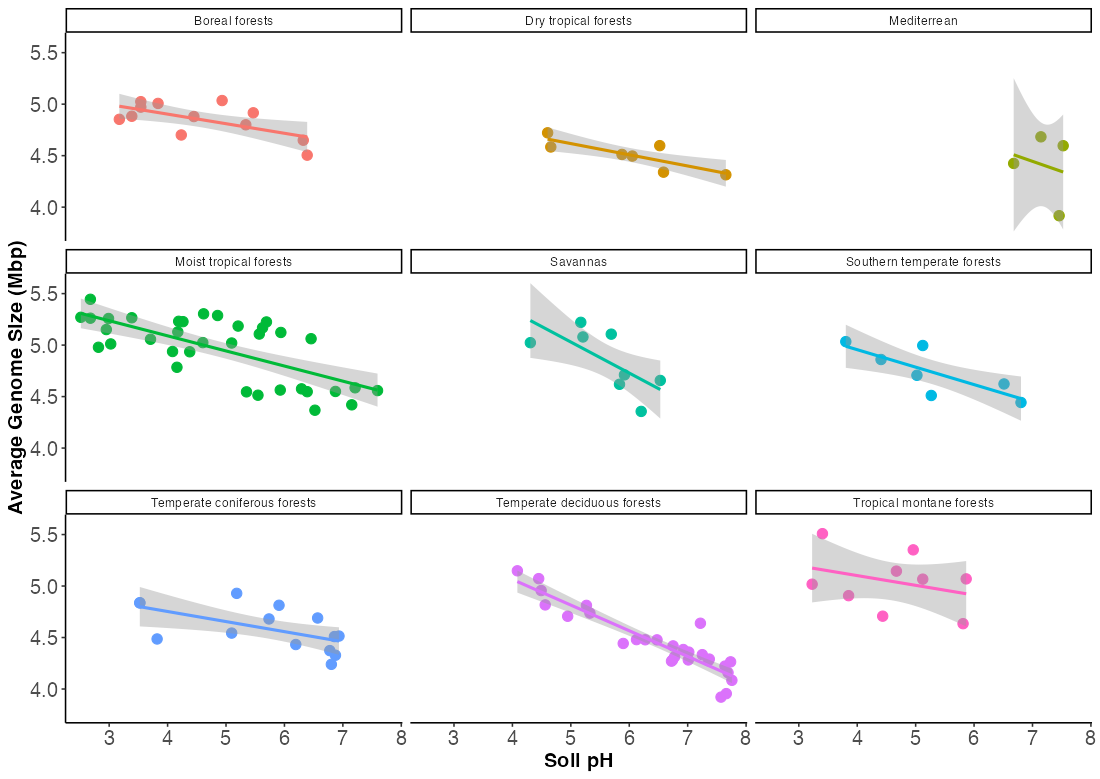 Boreal forests
Dry tropical forests
Mediterrean
5.5
5.0
4.5
4.0
Moist tropical forests
Savannas
Southern temperate forests
5.5
5.0
4.5
4.0
Temperate coniferous forests
Temperate deciduous forests
Tropical montane forests
5.5
5.0
4.5
4.0
3 4 5 6 7 8
3 4 5 6 7 8
3 4 5 6 7 8
Soll pH
Average Genome SIze (Mbp)